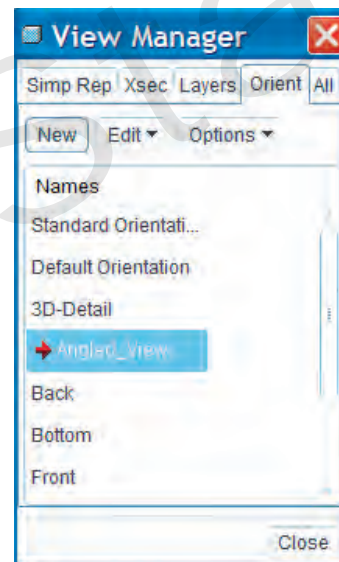 View Manager
Simp Rep Xsec Layers Orient All
New Edit Options
Names
Standard Orientati...
Default Orientation
3D-Detail
Angled_View
Back
Bottom
Front
Close